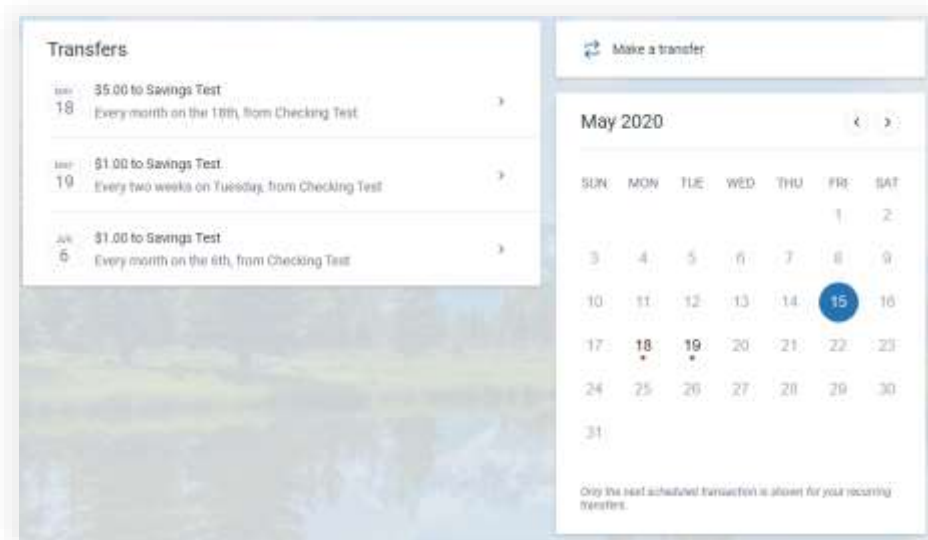 Transfers
MAY
18
$5.00 to Savings Test
Every month on the 18th, from Checking Test
MAY
19
$1.00 to Savings Test
Every two weeks on Tuesday, from Checking Test
JUN
6
$1.00 to Savings Test
Every month on the 6th, from Checking Test
Make a transfer
May 2020
SUN MON TUE WED THU FRI SAT
1 2
3 4 5 6 7 8 9
10 11 12 13 14 15 16
17 18 19 20 21 22 23
24 25 26 27 28 29 30
31
Only the next scheduled transaction is shown for your recurring
transfers.